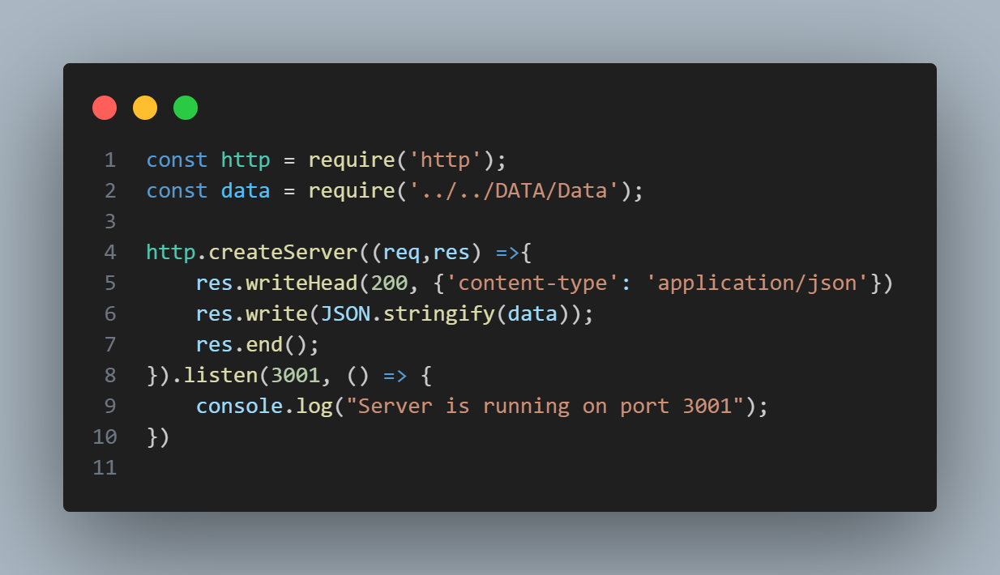 1 const http = require('http');
2 const data = require('../../DATA/Data');
3
4 http.createServer((req,res) =>{
5     res.writeHead(200, {'content-type': 'application/json'})
6     res.write(JSON.stringify(data));
7     res.end();
8 }).listen(3001, () => {
9     console.log("Server is running on port 3001");
10 })
11